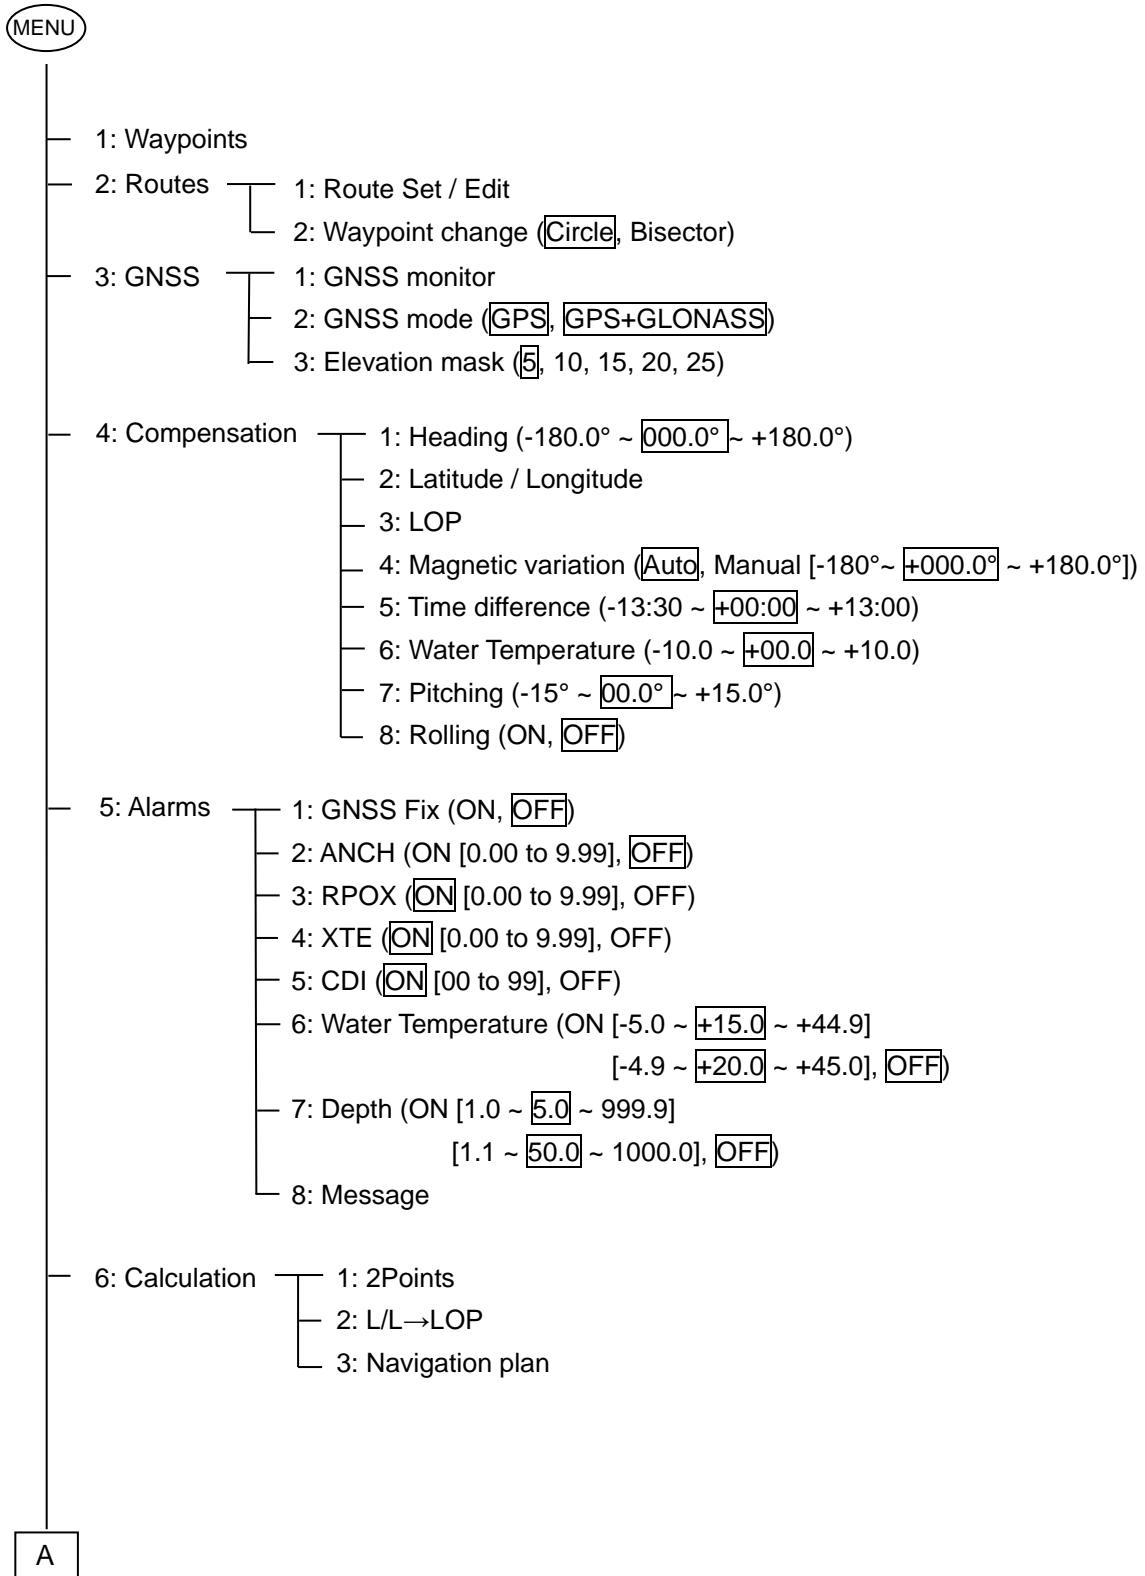 MENU
1: Waypoints
2: Routes
1: Route Set / Edit
2: Waypoint change (Circle, Bisector)
3: GNSS
1: GNSS monitor
2: GNSS mode (GPS, GPS+GLONASS)
3: Elevation mask (5, 10, 15, 20, 25)
4: Compensation
1: Heading (-180.0° ~ 000.0° ~ +180.0°)
2: Latitude / Longitude
3: LOP
4: Magnetic variation (Auto, Manual [-180°~ +000.0° ~ +180.0°])
5: Time difference (-13:30 ~ +00:00 ~ +13:00)
6: Water Temperature (-10.0 ~ +00.0 ~ +10.0)
7: Pitching (-15° ~ 00.0° ~ +15.0°)
8: Rolling (ON, OFF)
5: Alarms
1: GNSS Fix (ON, OFF)
2: ANCH (ON [0.00 to 9.99], OFF)
3: RPOX (ON [0.00 to 9.99], OFF)
4: XTE (ON [0.00 to 9.99], OFF)
5: CDI (ON [00 to 99], OFF)
6: Water Temperature (ON [-5.0 ~ +15.0 ~ +44.9]
[-4.9 ~ +20.0 ~ +45.0], OFF)
7: Depth (ON [1.0 ~ 5.0 ~ 999.9]
[1.1 ~ 50.0 ~ 1000.0], OFF)
8: Message
6: Calculation
1: 2Points
2: L/L→LOP
3: Navigation plan
A